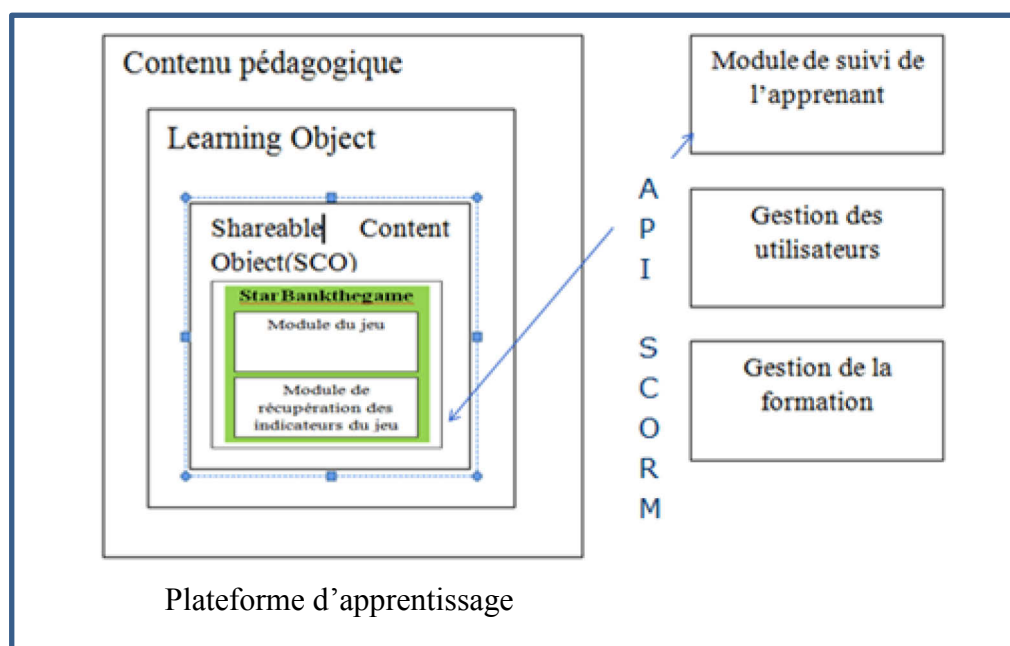 Contenu pédagogique
Learning Object
Shareable Content
Object(SCO)
StarBankthegame
Module du jeu
Module de
récupération des
indicateurs du jeu
A
P
I
S
C
O
R
M
Module de suivi de
l'apprenant
Gestion des
utilisateurs
Gestion de la
formation
Plateforme d'apprentissage